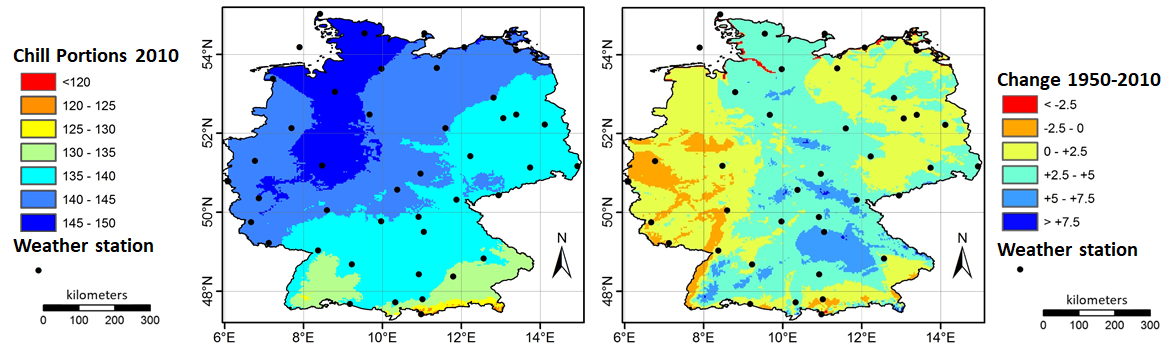 Chill Portions 2010
<120
120 - 125
125 - 130
130 - 135
135 - 140
140 - 145
145 - 150
Weather station
kilometers
0 100 200 300
54°N
52°N
50°N
48°N
6°E 8°E 10°E 12°E 14°E
N
54°N
52°N
50°N
48°N
6°E 8°E 10°E 12°E 14°E
N
Change 1950-2010
< -2.5
-2.5 - 0
0 - +2.5
+2.5 - +5
+5 - +7.5
> +7.5
Weather station
kilometers
0 100 200 300